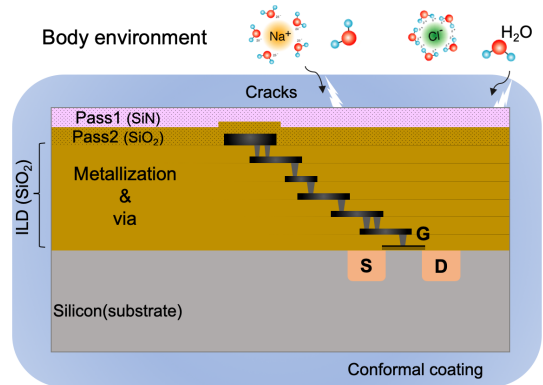 Body environment
Na⁺
Cl⁻
H₂O
Cracks
Pass1 (SiN)
Pass2 (SiO₂)
ILD (SiO₂)
Metallization
&
via
G
S
D
Silicon(substrate)
Conformal coating